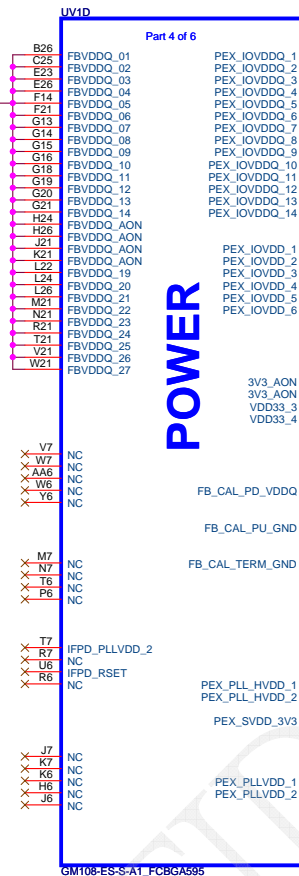 UV1D
Part 4 of 6
B26 FBVDDQ_01 PEX_IOVDDQ_1
C25 FBVDDQ_02 PEX_IOVDDQ_2
E23 FBVDDQ_03 PEX_IOVDDQ_3
E26 FBVDDQ_04 PEX_IOVDDQ_4
F14 FBVDDQ_05 PEX_IOVDDQ_5
F21 FBVDDQ_06 PEX_IOVDDQ_6
G13 FBVDDQ_07 PEX_IOVDDQ_7
G14 FBVDDQ_08 PEX_IOVDDQ_8
G15 FBVDDQ_09 PEX_IOVDDQ_9
G16 FBVDDQ_10 PEX_IOVDDQ_10
G18 FBVDDQ_11 PEX_IOVDDQ_11
G19 FBVDDQ_12 PEX_IOVDDQ_12
G20 FBVDDQ_13 PEX_IOVDDQ_13
G21 FBVDDQ_14 PEX_IOVDDQ_14
H24 FBVDDQ_AON
H26 FBVDDQ_AON
J21 FBVDDQ_AON PEX_IOVDD_1
K21 FBVDDQ_AON PEX_IOVDD_2
L22 FBVDDQ_19 PEX_IOVDD_3
L24 FBVDDQ_20 PEX_IOVDD_4
L26 FBVDDQ_21 PEX_IOVDD_5
M21 FBVDDQ_22 PEX_IOVDD_6
N21 FBVDDQ_23
R21 FBVDDQ_24
T21 FBVDDQ_25
V21 FBVDDQ_26
W21 FBVDDQ_27
POWER
3V3_AON
3V3_AON
VDD33_3
VDD33_4
V7 NC
W7 NC
AA6 NC
W6 NC FB_CAL_PD_VDDQ
Y6 NC
FB_CAL_PU_GND
M7 NC FB_CAL_TERM_GND
N7 NC
T6 NC
P6 NC
T7 IFPD_PLLVDD_2
R7 NC
U6 IFPD_RSET
R6 NC PEX_PLL_HVDD_1
PEX_PLL_HVDD_2
PEX_SVDD_3V3
J7 NC
K7 NC
K6 NC PEX_PLLVDD_1
H6 NC PEX_PLLVDD_2
J6 NC
GM108-ES-S-A1_FCBGA595